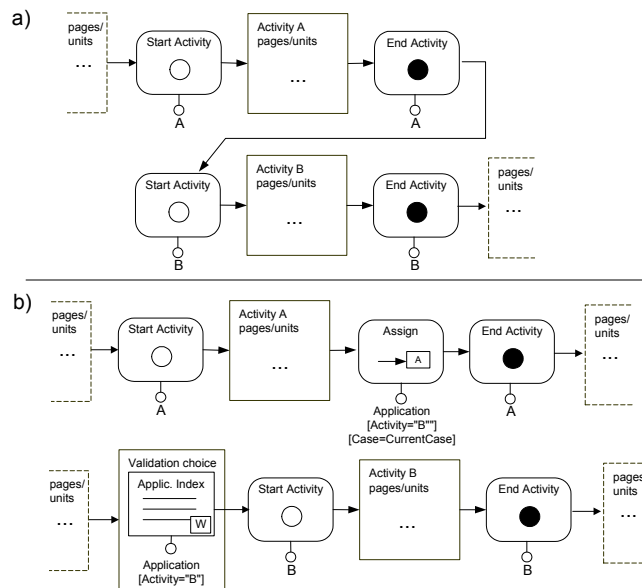 a)
pages/
units
...
Start Activity
A
Activity A
pages/units
...
End Activity
A
Start Activity
B
Activity B
pages/units
...
End Activity
B
pages/
units
...
b)
pages/
units
...
Start Activity
A
Activity A
pages/units
...
Assign
A
Application
[Activity="B""]
[Case=CurrentCase]
End Activity
A
pages/
units
...
pages/
units
...
Validation choice
Applic. Index
W
Application
[Activity="B"]
Start Activity
B
Activity B
pages/units
...
End Activity
B
pages/
units
...